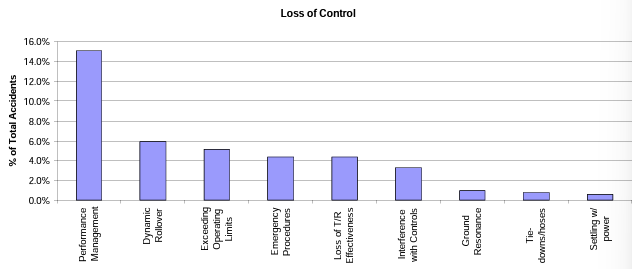 Loss of Control
% of Total Accidents
16.0%
14.0%
12.0%
10.0%
8.0%
6.0%
4.0%
2.0%
0.0%
Performance
Management
Dynamic
Rollover
Exceeding
Operating
Limits
Emergency
Procedures
Loss of T/R
Effectiveness
Interference
with Controls
Ground
Resonance
Tie-
downs/hoses
Settling w/
power